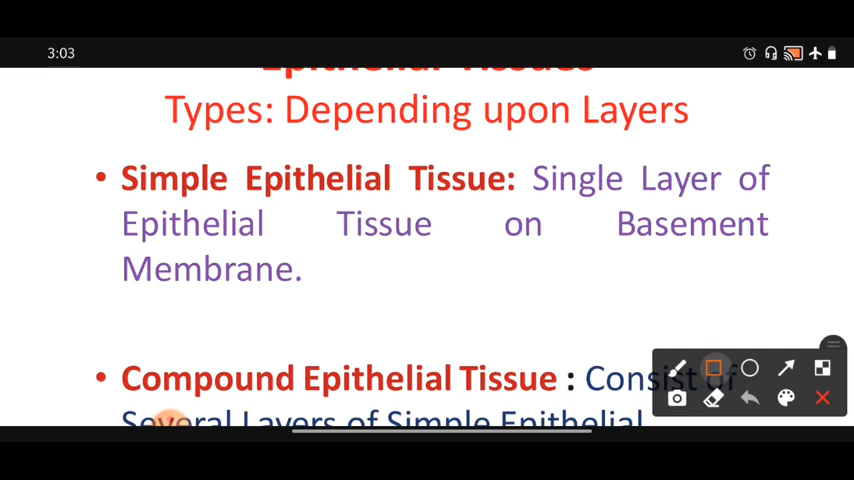 3:03
Epithelial Tissues
Types: Depending upon Layers
• Simple Epithelial Tissue: Single Layer of
Epithelial Tissue on Basement
Membrane.
• Compound Epithelial Tissue : Consist of
Several Layers of Simple Epithelial